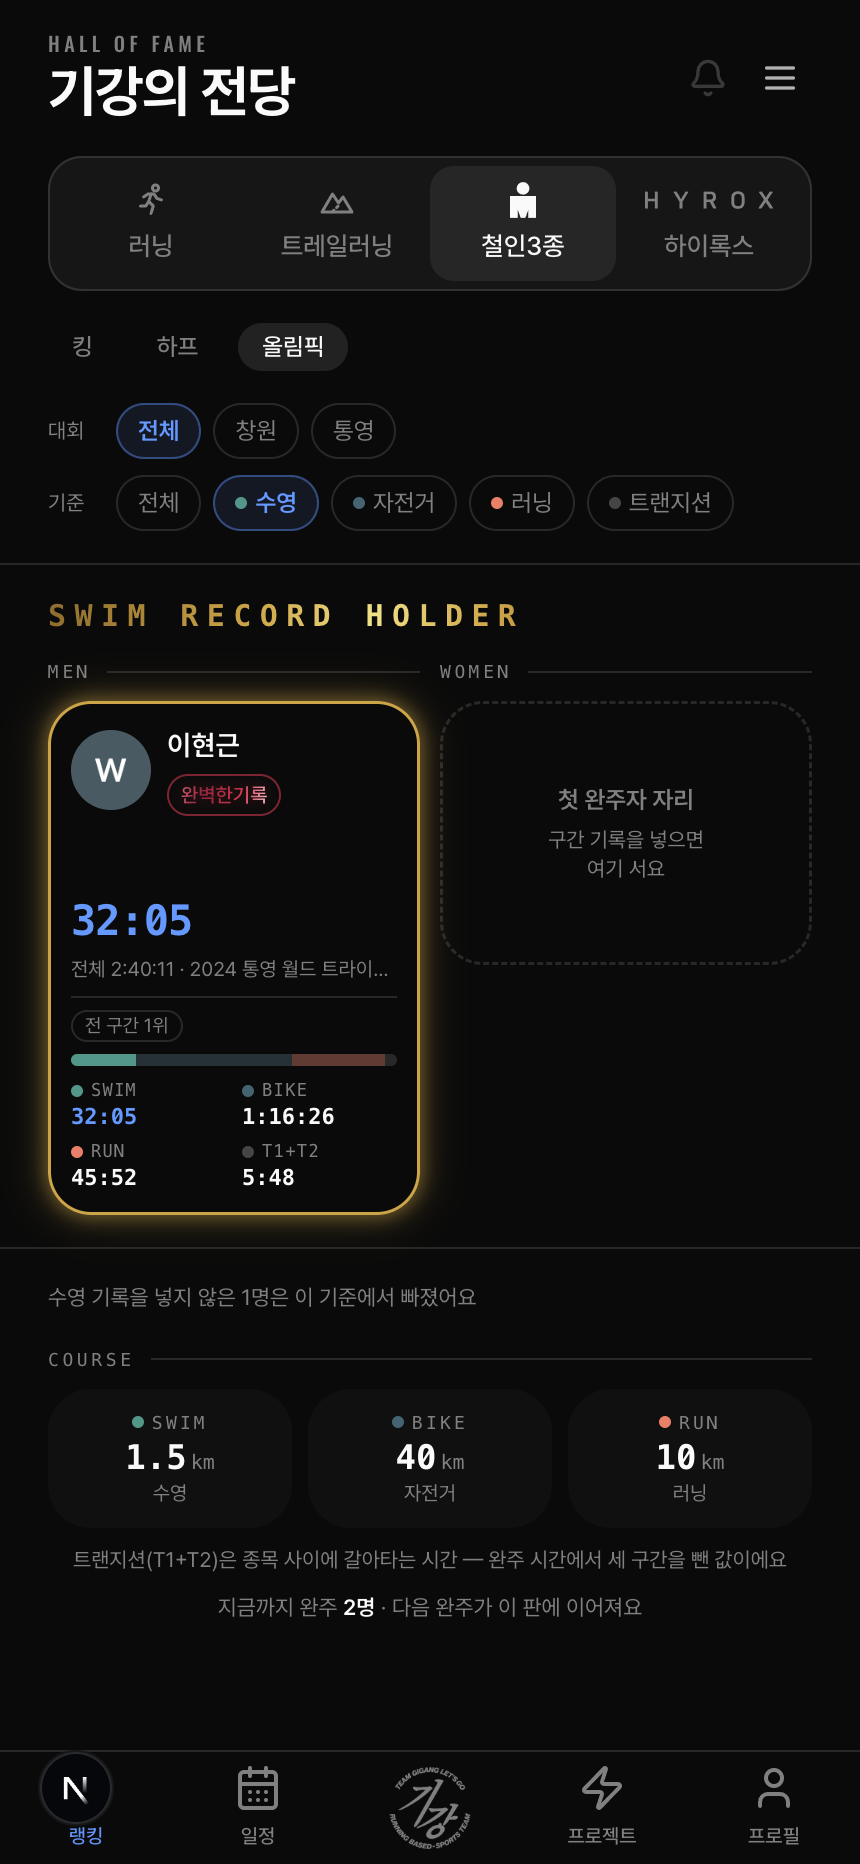 HALL OF FAME
기강의 전당
러닝
트레일러닝
철인3종
HYROX
하이록스
킹
하프
올림픽
대회
전체
창원
통영
기준
전체
수영
자전거
러닝
트랜지션
SWIM RECORD HOLDER
MEN
WOMEN
W
이현근
완벽한기록
32:05
전체 2:40:11 · 2024 통영 월드 트라이...
전 구간 1위
SWIM
32:05
BIKE
1:16:26
RUN
45:52
T1+T2
5:48
첫 완주자 자리
구간 기록을 넣으면
여기 서요
수영 기록을 넣지 않은 1명은 이 기준에서 빠졌어요
COURSE
SWIM
1.5 km
수영
BIKE
40 km
자전거
RUN
10 km
러닝
트랜지션(T1+T2)은 종목 사이에 갈아타는 시간 — 완주 시간에서 세 구간을 뺀 값이에요
지금까지 완주 2명 · 다음 완주가 이 판에 이어져요
N
랭킹
일정
TEAM GIGANG LET'S GO
기강
RUNNING BASED-SPORTS TEAM
프로젝트
프로필